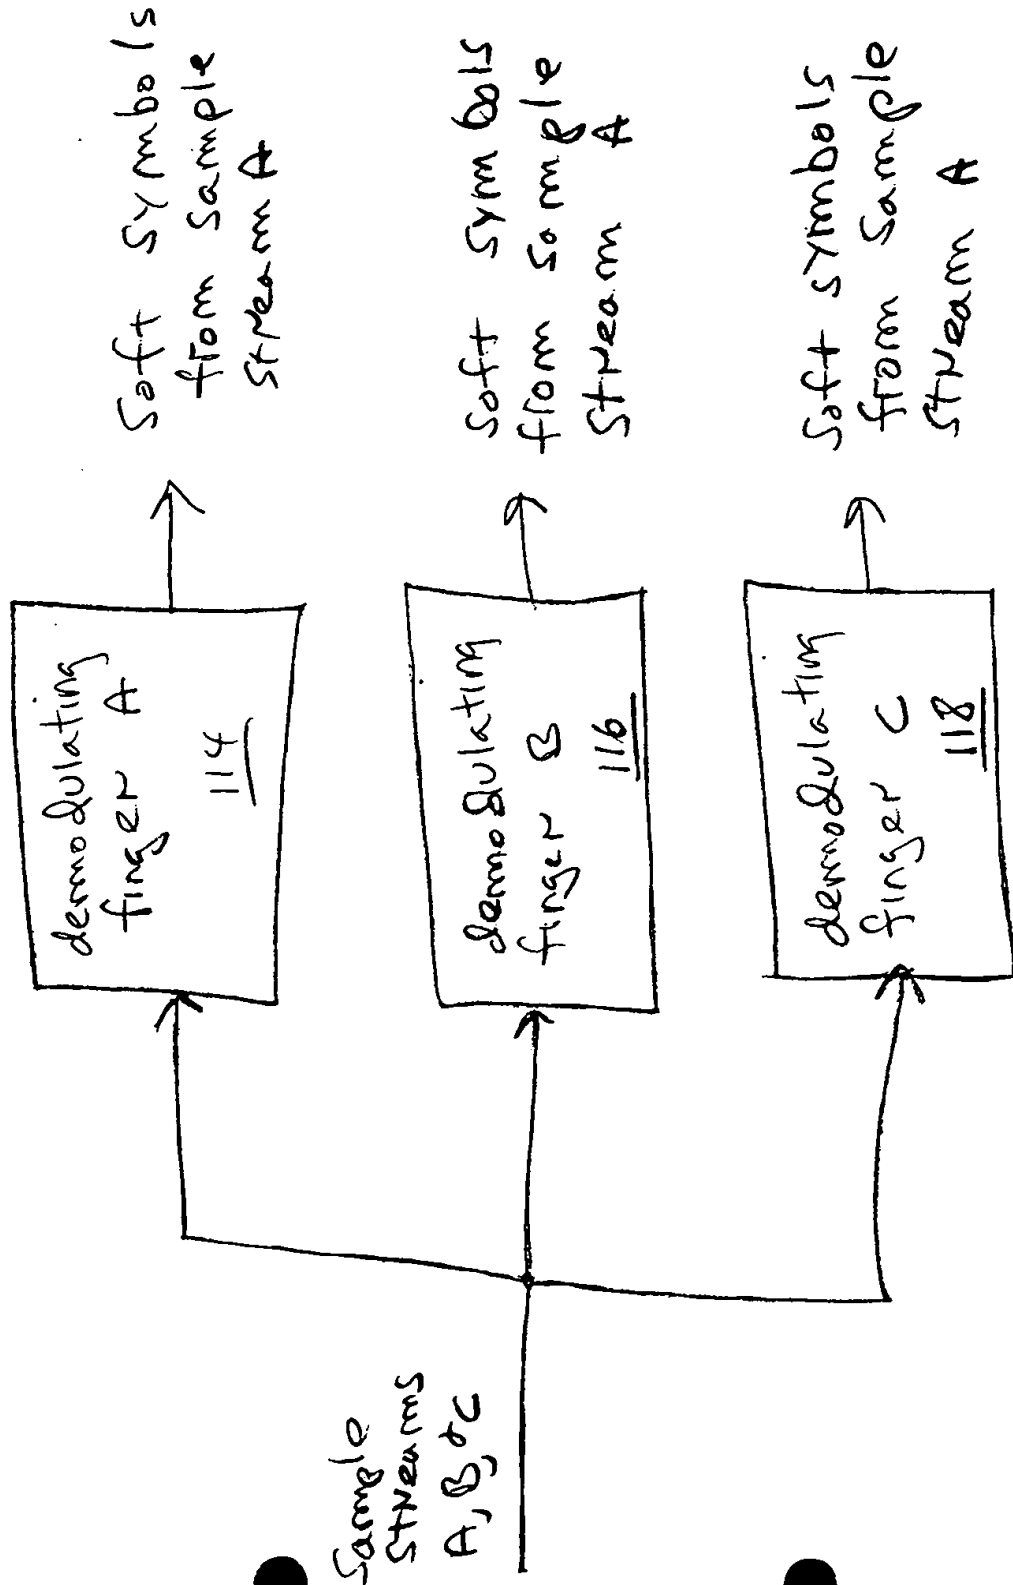 Sample
Streams
A, B, & C
demodulating
finger A
114
Soft Symbols
from sample
stream A
demodulating
finger B
116
Soft symbols
from sample
stream A
demodulating
finger C
118
Soft symbols
from sample
stream A